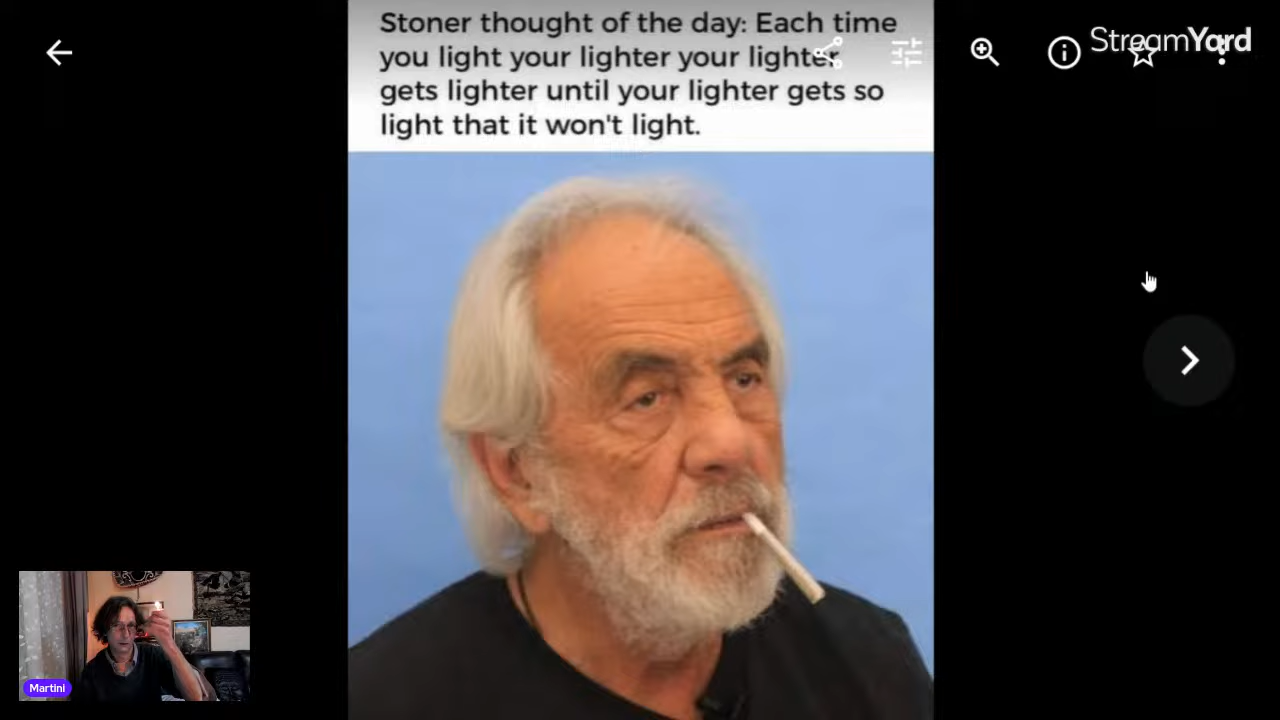 Stoner thought of the day: Each time
you light your lighter your lighter
gets lighter until your lighter gets so
light that it won't light.
StreamYard
Martini